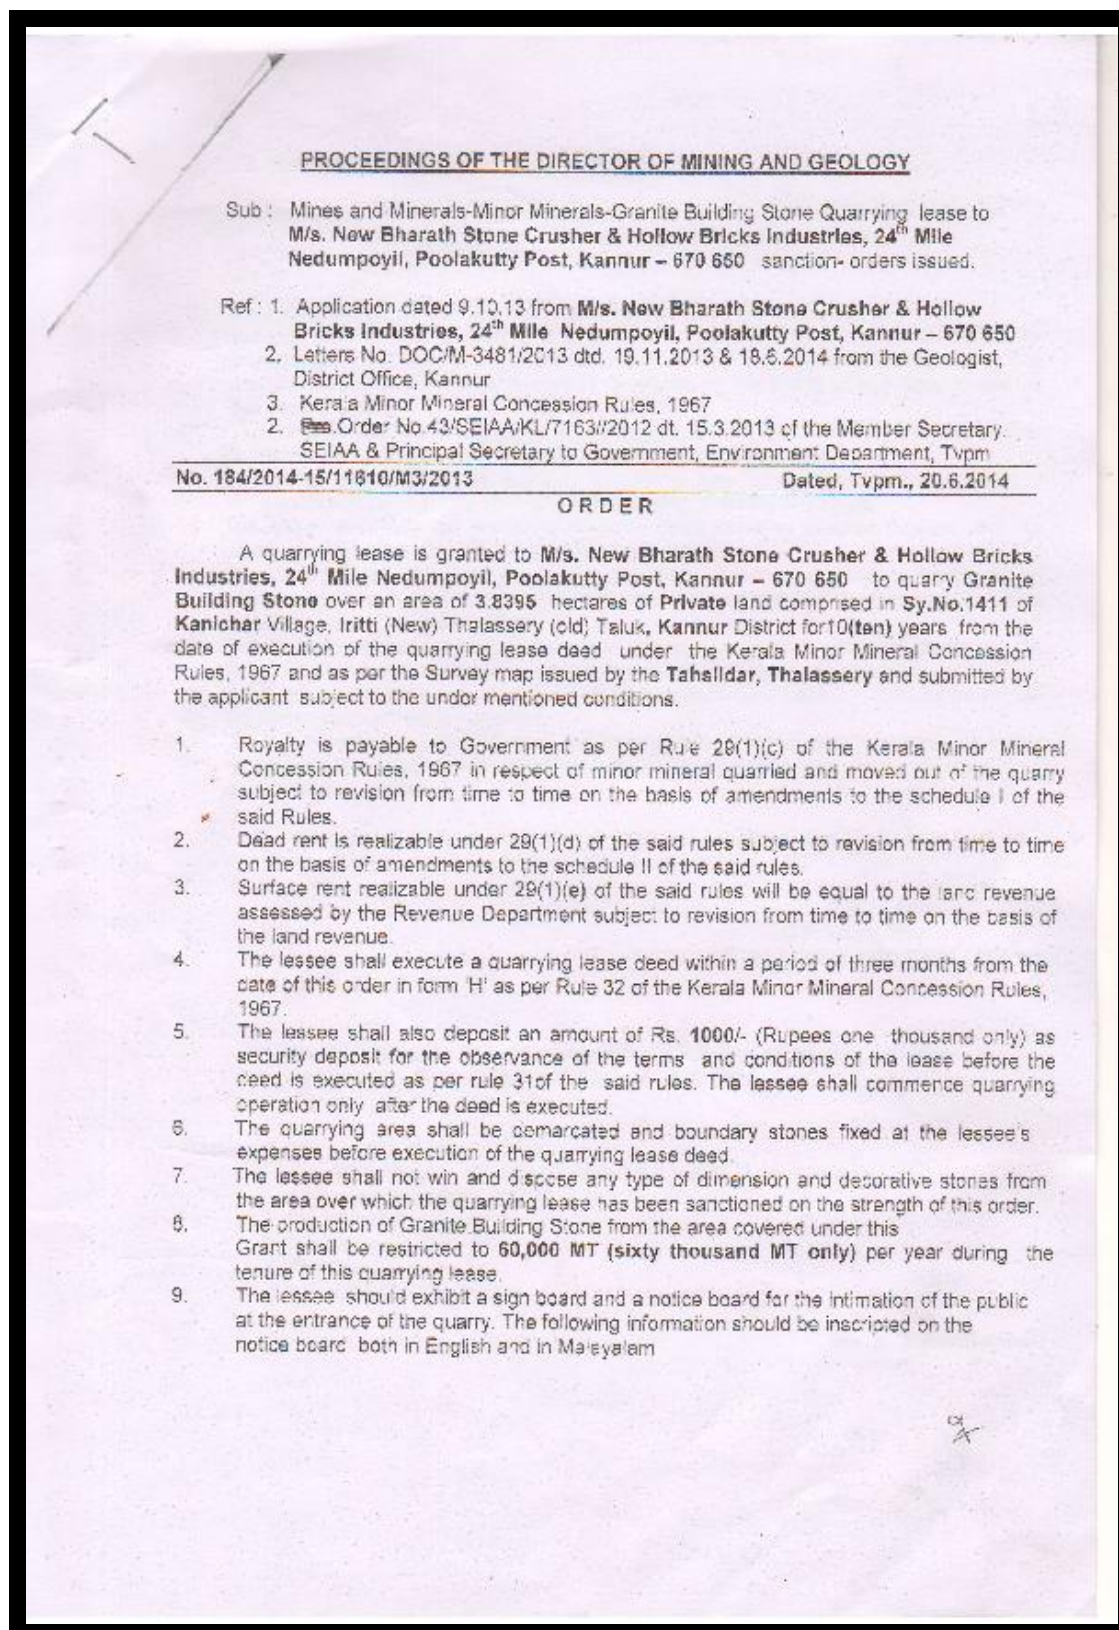 PROCEEDINGS OF THE DIRECTOR OF MINING AND GEOLOGY
Sub : Mines and Minerals-Minor Minerals-Granite Building Stone Quarrying lease to
M/s. New Bharath Stone Crusher & Hollow Bricks Industries, 24th Mile
Nedumpoyil, Poolakutty Post, Kannur – 670 650 sanction- orders issued.
Ref : 1. Application dated 9.10.13 from M/s. New Bharath Stone Crusher & Hollow
Bricks Industries, 24th Mile Nedumpoyil, Poolakutty Post, Kannur – 670 650
2. Letters No. DOC/M-3481/2013 dtd. 19.11.2013 & 18.6.2014 from the Geologist,
District Office, Kannur
3. Kerala Minor Mineral Concession Rules, 1967
2. Order No.43/SEIAA/KL/7163//2012 dt. 15.3.2013 of the Member Secretary.
SEIAA & Principal Secretary to Government, Environment Department, Tvpm
No. 184/2014-15/11610/M3/2013 Dated, Tvpm., 20.6.2014
ORDER
A quarrying lease is granted to M/s. New Bharath Stone Crusher & Hollow Bricks
Industries, 24th Mile Nedumpoyil, Poolakutty Post, Kannur – 670 650 to quarry Granite
Building Stone over an area of 3.8395 hectares of Private land comprised in Sy.No.1411 of
Kanichar Village, Iritti (New) Thalassery (old) Taluk, Kannur District for10(ten) years from the
date of execution of the quarrying lease deed under the Kerala Minor Mineral Concession
Rules, 1967 and as per the Survey map issued by the Tahsildar, Thalassery and submitted by
the applicant subject to the under mentioned conditions.
1. Royalty is payable to Government as per Rule 29(1)(c) of the Kerala Minor Mineral
Concession Rules, 1967 in respect of minor mineral quarried and moved out of the quarry
subject to revision from time to time on the basis of amendments to the schedule I of the
said Rules.
2. Dead rent is realizable under 29(1)(d) of the said rules subject to revision from time to time
on the basis of amendments to the schedule II of the said rules.
3. Surface rent realizable under 29(1)(e) of the said rules will be equal to the land revenue
assessed by the Revenue Department subject to revision from time to time on the basis of
the land revenue.
4. The lessee shall execute a quarrying lease deed within a period of three months from the
date of this order in form 'H' as per Rule 32 of the Kerala Minor Mineral Concession Rules,
1967.
5. The lessee shall also deposit an amount of Rs. 1000/- (Rupees one thousand only) as
security deposit for the observance of the terms and conditions of the lease before the
deed is executed as per rule 31of the said rules. The lessee shall commence quarrying
operation only after the deed is executed.
6. The quarrying area shall be demarcated and boundary stones fixed at the lessee's
expenses before execution of the quarrying lease deed.
7. The lessee shall not win and dispose any type of dimension and decorative stones from
the area over which the quarrying lease has been sanctioned on the strength of this order.
8. The production of Granite Building Stone from the area covered under this
Grant shall be restricted to 60,000 MT (sixty thousand MT only) per year during the
tenure of this quarrying lease.
9. The lessee should exhibit a sign board and a notice board for the intimation of the public
at the entrance of the quarry. The following information should be inscripted on the
notice board both in English and in Malayalam